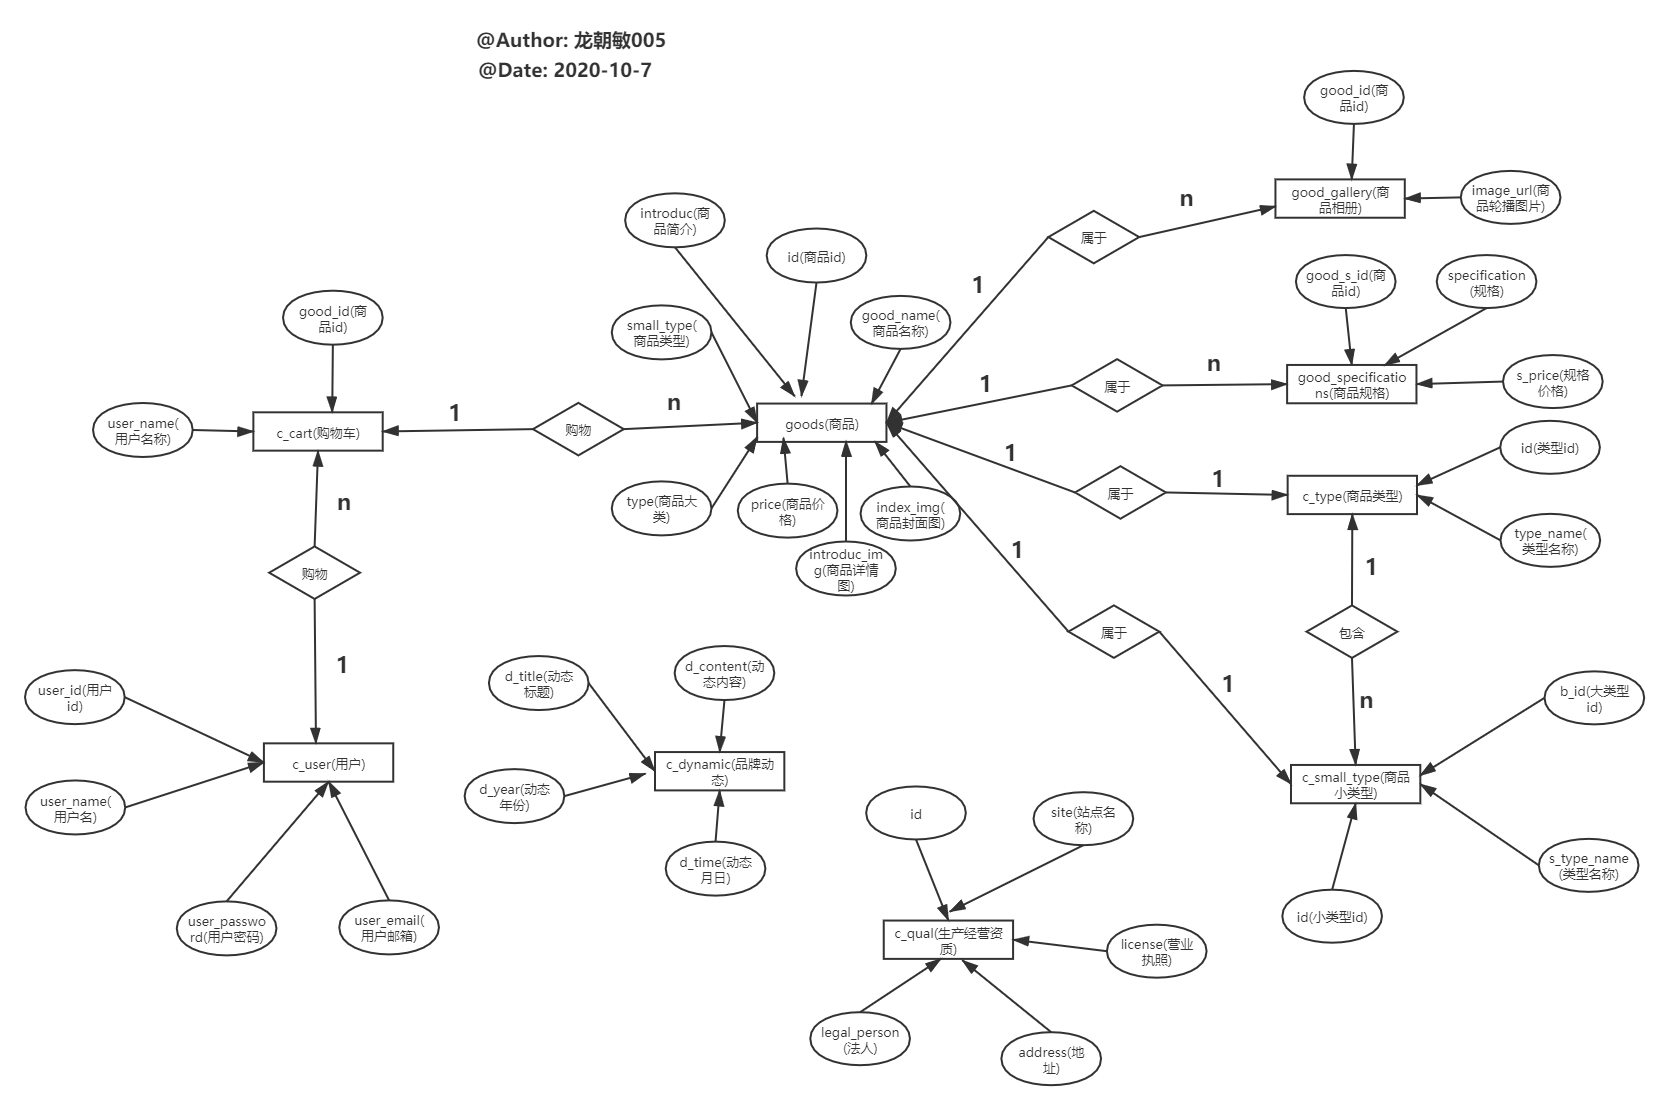 @Author: 龙朝敏005
@Date: 2020-10-7
good_id(商
品id)
good_gallery(商
品相册)
image_url(商
品轮播图片)
n
属于
1
introduc(商
品简介)
id(商品id)
small_type(
商品类型)
good_name(
商品名称)
good_s_id(商
品id)
specification
(规格)
good_id(商
品id)
user_name(
用户名称)
c_cart(购物车)
1
购物
n
goods(商品)
1
属于
n
good_specificatio
ns(商品规格)
s_price(规格
价格)
type(商品大
类)
price(商品价
格)
index_img(
商品封面图)
introduc_im
g(商品详情
图)
1
属于
1
c_type(商品类型)
id(类型id)
type_name(
类型名称)
n
购物
1
1
属于
1
1
包含
n
user_id(用户
id)
user_name(
用户名)
c_user(用户)
user_passwo
rd(用户密码)
user_email(
用户邮箱)
d_title(动态
标题)
d_content(动
态内容)
d_year(动态
年份)
c_dynamic(品牌动
态)
d_time(动态
月日)
b_id(大类型
id)
c_small_type(商品
小类型)
s_type_name
(类型名称)
id(小类型id)
id
site(站点名
称)
c_qual(生产经营资
质)
license(营业
执照)
legal_person
(法人)
address(地
址)